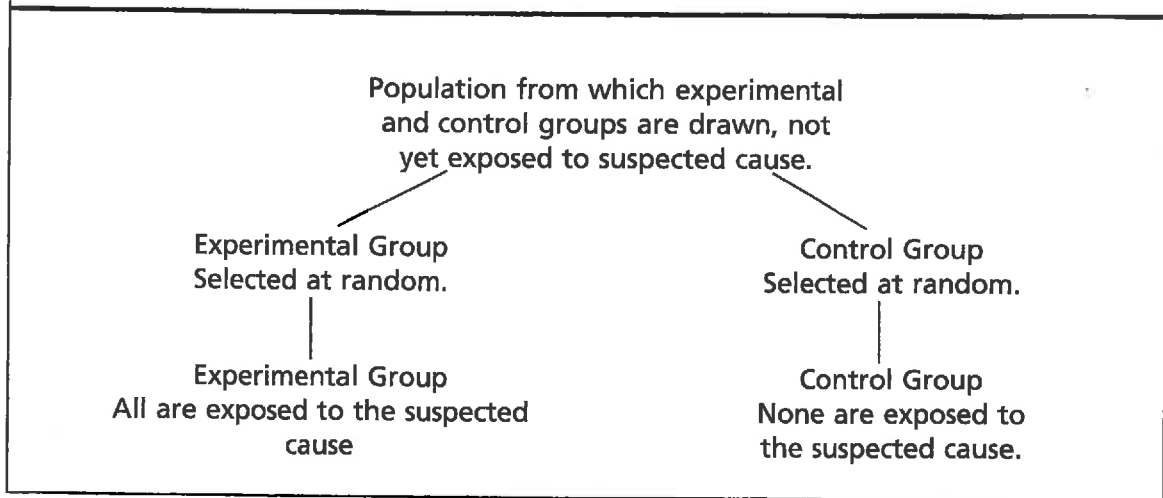 Population from which experimental
and control groups are drawn, not
yet exposed to suspected cause.
Experimental Group
Selected at random.
Control Group
Selected at random.
Experimental Group
All are exposed to the suspected
cause
Control Group
None are exposed to
the suspected cause.